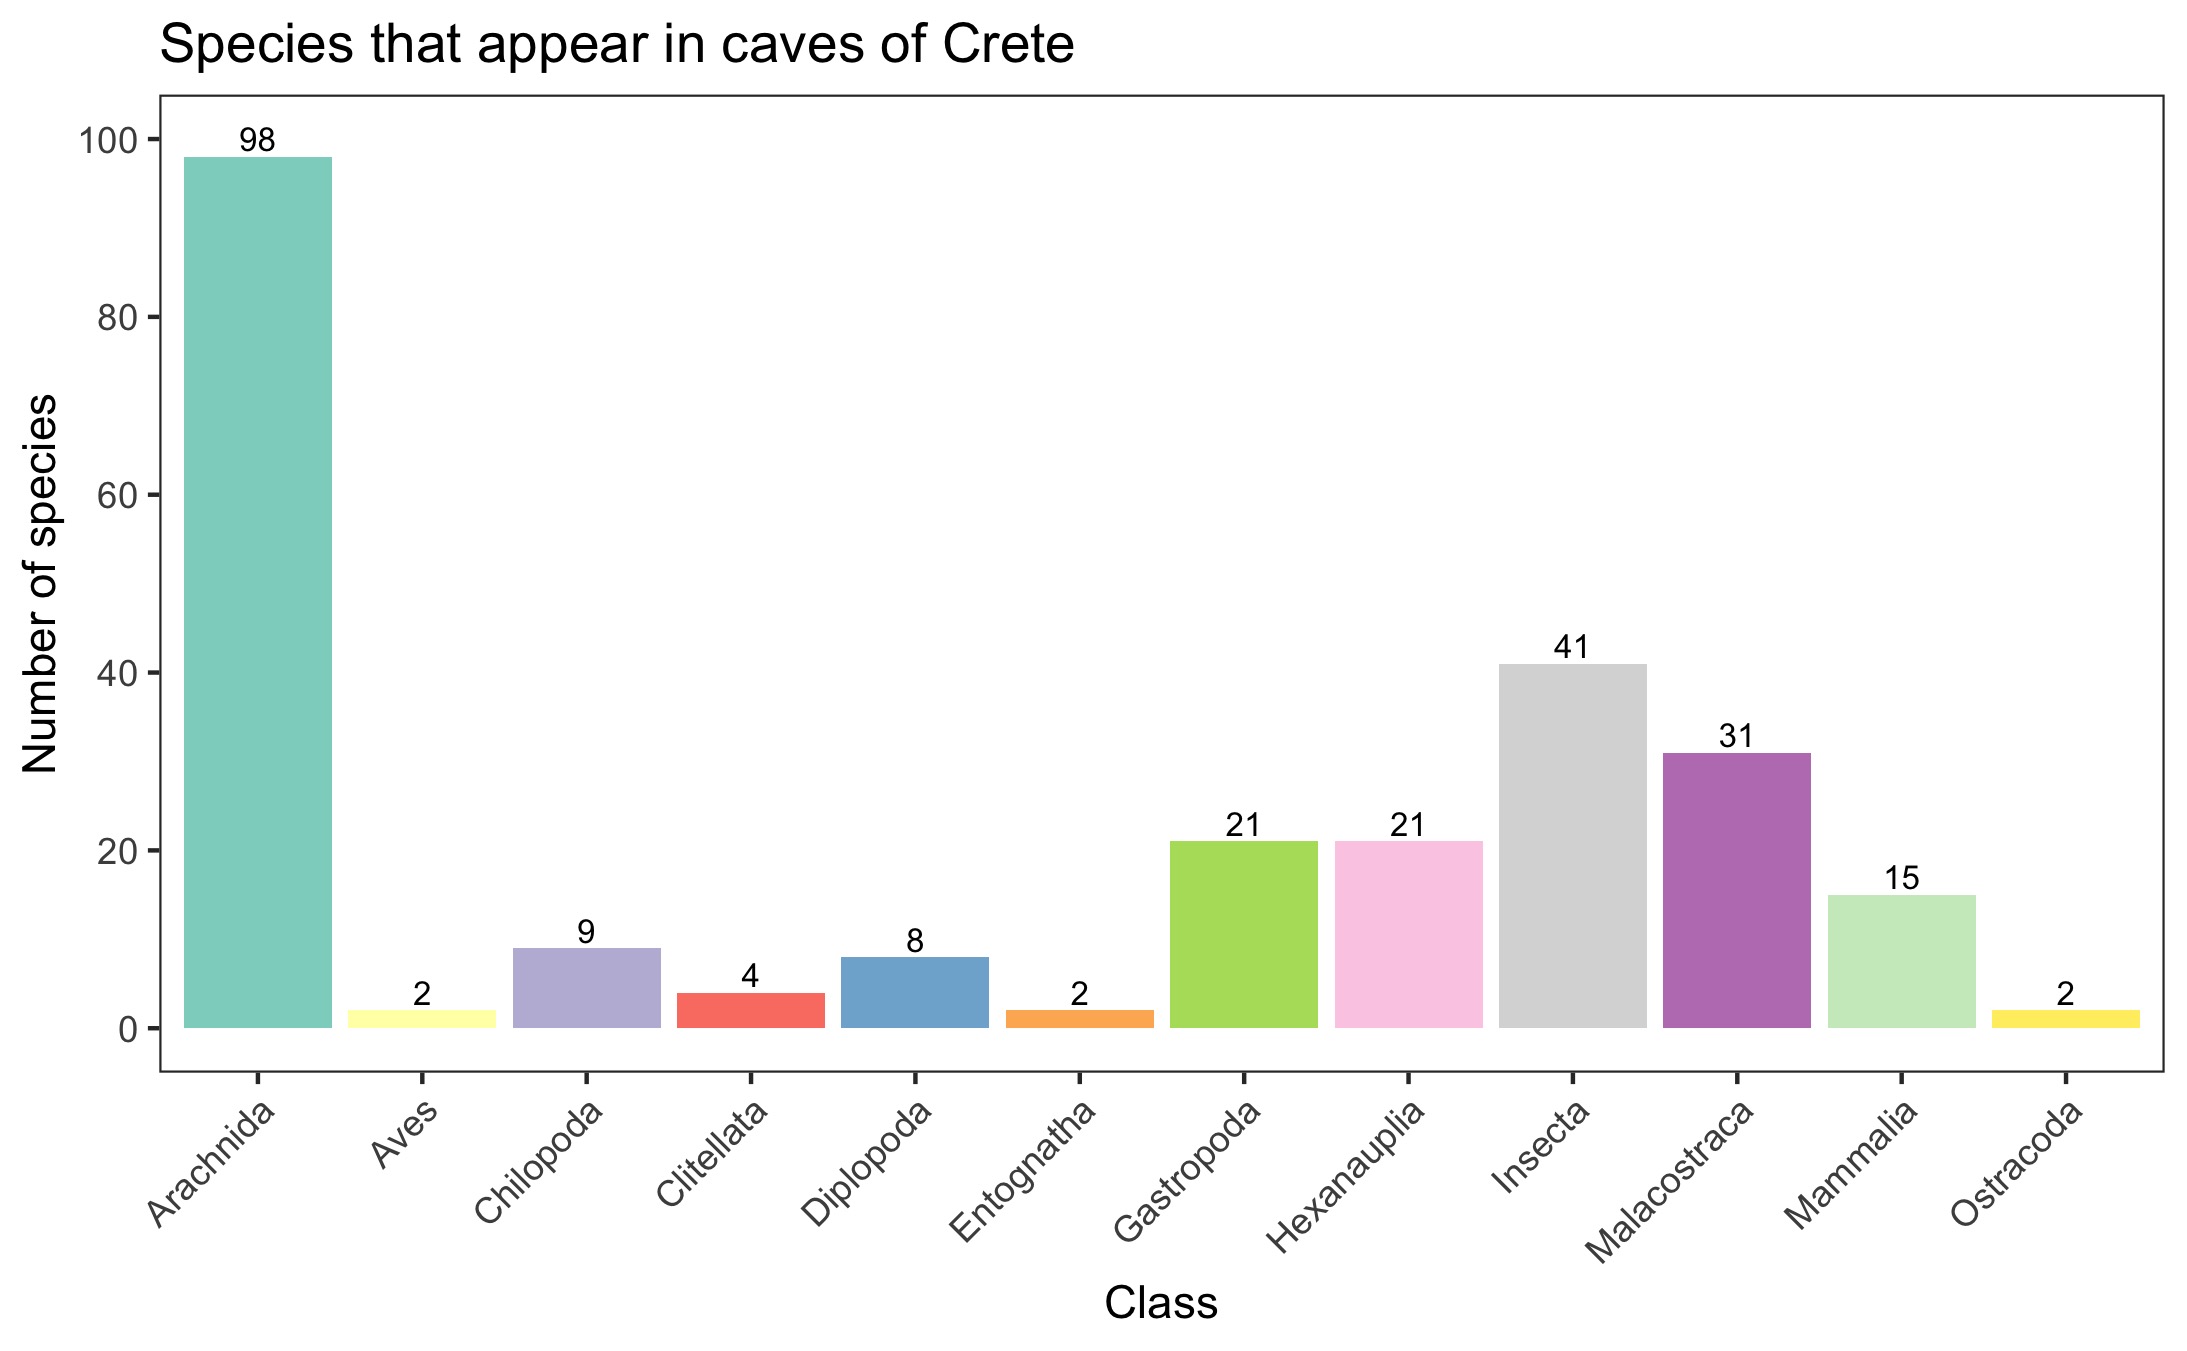 Species that appear in caves of Crete
Number of species
100
80
60
40
20
0
98
2
9
4
8
2
21
21
41
31
15
2
Arachnida
Aves
Chilopoda
Clitellata
Diplopoda
Entognatha
Gastropoda
Hexanauplia
Insecta
Malacostraca
Mammalia
Ostracoda
Class